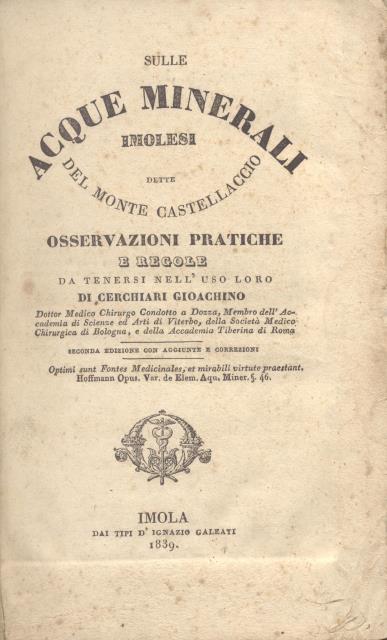 SULLE
ACQUE MINERALI
IMOLESI
DETTE
DEL MONTE CASTELLACCIO
OSSERVAZIONI PRATICHE
E REGOLE
DA TENERSI NELL' USO LORO
DI CERCHIARI GIOACHINO
Dottor Medico Chirurgo Condotto a Dozza, Membro dell' Ac-
cademia di Scienze ed Arti di Viterbo, della Società Medico
Chirurgica di Bologna, e della Accademia Tiberina di Roma
SECONDA EDIZIONE CON AGGIUNTE E CORREZIONI
Optimi sunt Fontes Medicinales, et mirabili virtute praestant.
Hoffmann Opus. Var. de Elem. Aqu. Miner. §. 46.
IMOLA
DAI TIPI D' IGNAZIO GALEATI
1839.